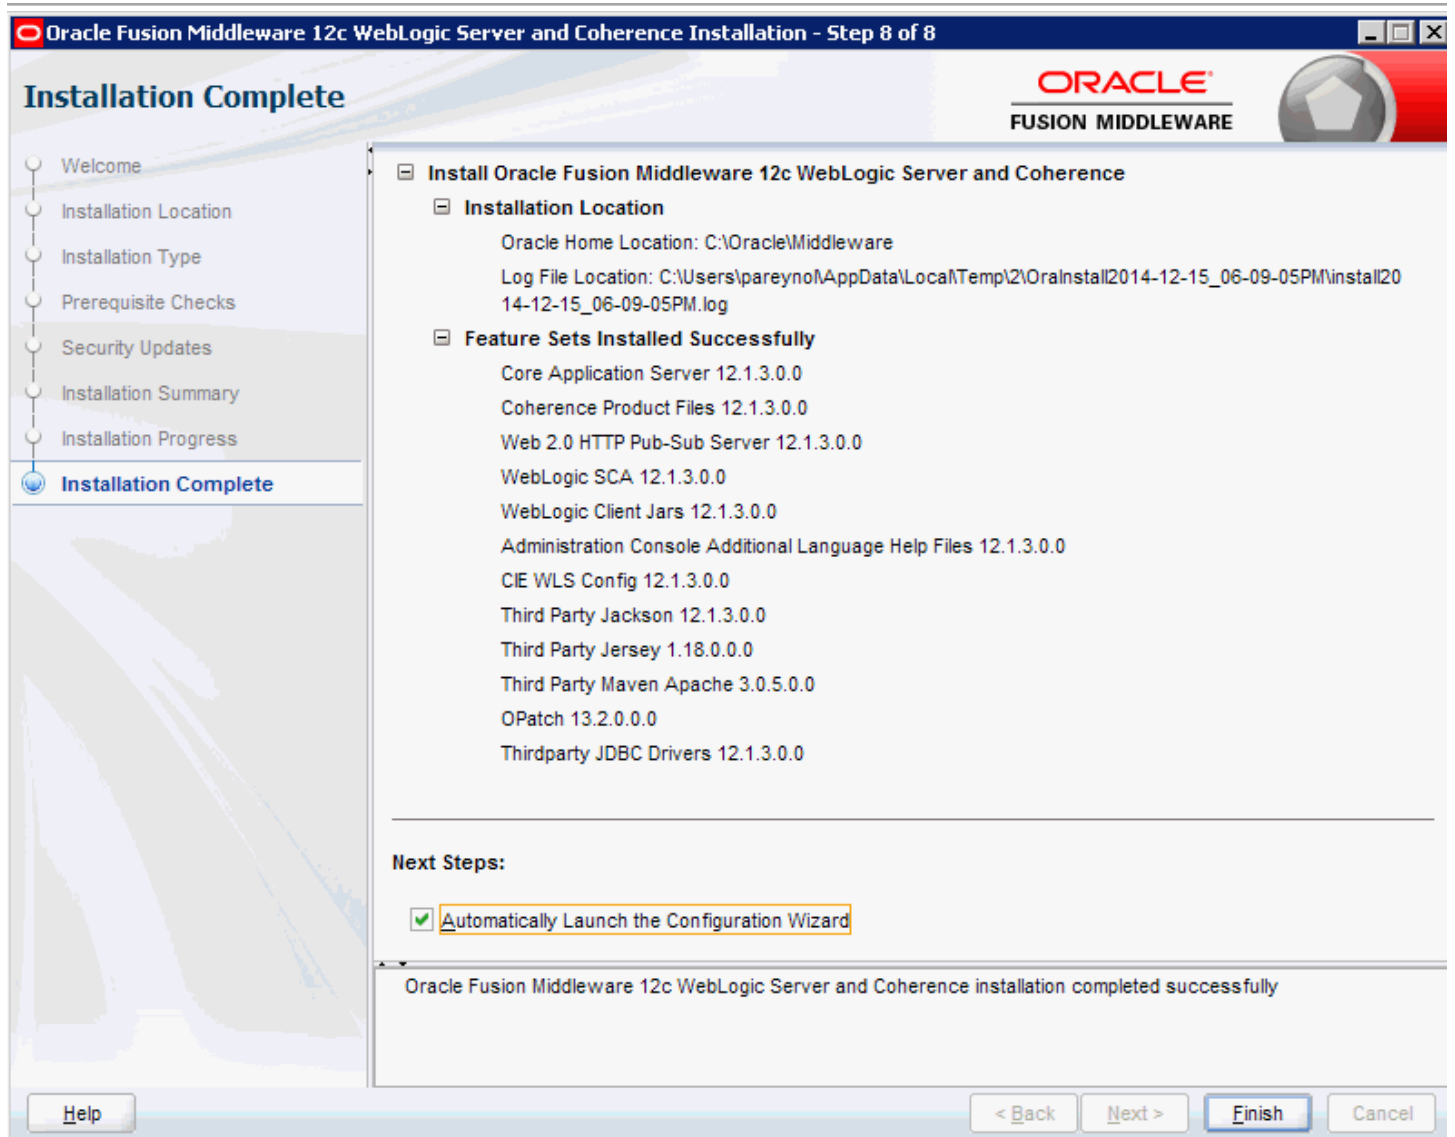 Oracle Fusion Middleware 12c WebLogic Server and Coherence Installation - Step 8 of 8
Installation Complete
ORACLE
FUSION MIDDLEWARE
Welcome
Installation Location
Installation Type
Prerequisite Checks
Security Updates
Installation Summary
Installation Progress
Installation Complete
Install Oracle Fusion Middleware 12c WebLogic Server and Coherence
Installation Location
Oracle Home Location: C:\Oracle\Middleware
Log File Location: C:\Users\pareynol\AppData\Local\Temp\2\OraInstall2014-12-15_06-09-05PM\install20
14-12-15_06-09-05PM.log
Feature Sets Installed Successfully
Core Application Server 12.1.3.0.0
Coherence Product Files 12.1.3.0.0
Web 2.0 HTTP Pub-Sub Server 12.1.3.0.0
WebLogic SCA 12.1.3.0.0
WebLogic Client Jars 12.1.3.0.0
Administration Console Additional Language Help Files 12.1.3.0.0
CIE WLS Config 12.1.3.0.0
Third Party Jackson 12.1.3.0.0
Third Party Jersey 1.18.0.0.0
Third Party Maven Apache 3.0.5.0.0
OPatch 13.2.0.0.0
Thirdparty JDBC Drivers 12.1.3.0.0
Next Steps:
Automatically Launch the Configuration Wizard
Oracle Fusion Middleware 12c WebLogic Server and Coherence installation completed successfully
Help
< Back
Next >
Finish
Cancel